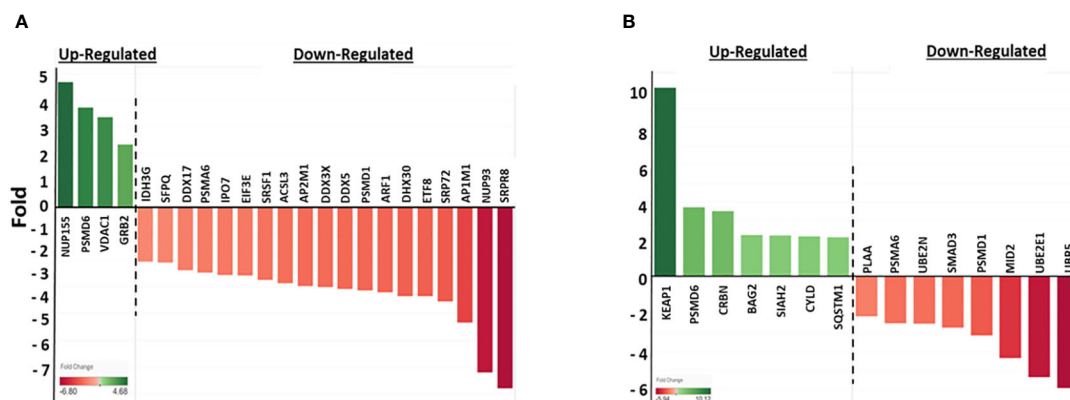 A
Up-Regulated
Down-Regulated
Fold
5
4
3
2
1
0
- 1
- 2
- 3
- 4
- 5
- 6
- 7
NUP155
PSMD6
VDAC1
GRB2
IDH3G
SFPQ
DDX17
PSMA6
IPO7
EIF3E
SRSF1
ACSL3
AP2M1
DDX3X
DDX5
PSMD1
ARF1
DHX30
ETF8
SRP72
AP1M1
NUP93
SRPR8
Fold Change
-6.80
4.68
B
Up-Regulated
Down-Regulated
10
8
6
4
2
0
- 2
- 4
- 6
KEAP1
PSMD6
CRBN
BAG2
SIAH2
CYLD
SQSTM1
PLAA
PSMA6
UBE2N
SMAD3
PSMD1
MID2
UBE2E1
UBR5
Fold Change
-5.94
10.12